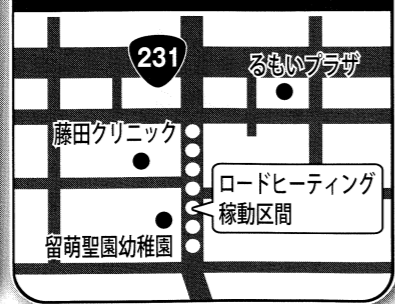 231
るもいプラザ
藤田クリニック
ロードヒーティング
稼動区間
留萌聖園幼稚園